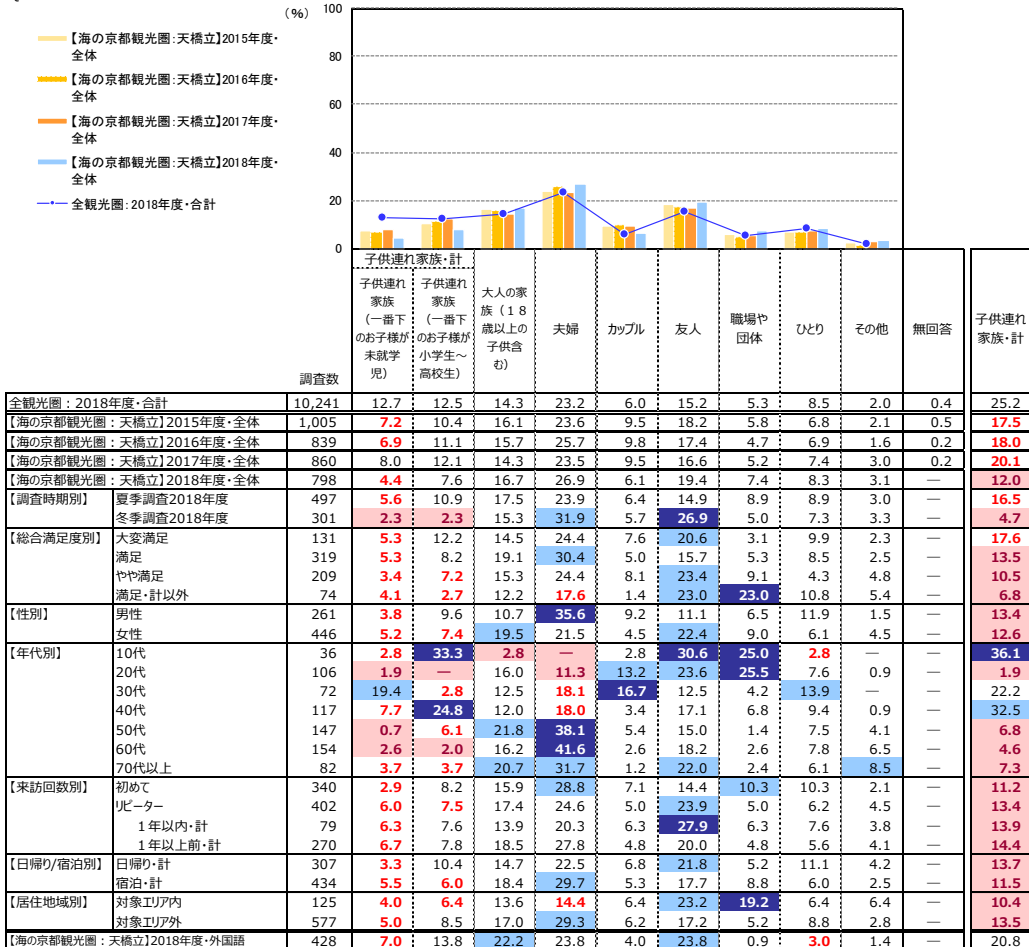 （%）
100
80
60
40
20
0
【海の京都観光圏:天橋立】2015年度・
全体
【海の京都観光圏:天橋立】2016年度・
全体
【海の京都観光圏:天橋立】2017年度・
全体
【海の京都観光圏:天橋立】2018年度・
全体
全観光圏:2018年度・合計
子供連れ家族・計
調査数
子供連れ
家族
（一番下
のお子様が
未就学
児）
子供連れ
家族
（一番下
のお子様が
小学生～
高校生）
大人の家
族（１８
歳以上の
子供含
む）
夫婦
カップル
友人
職場や
団体
ひとり
その他
無回答
子供連れ
家族・計
全観光圏：2018年度・合計 10,241 12.7 12.5 14.3 23.2 6.0 15.2 5.3 8.5 2.0 0.4 25.2
【海の京都観光圏：天橋立】2015年度・全体 1,005 7.2 10.4 16.1 23.6 9.5 18.2 5.8 6.8 2.1 0.5 17.5
【海の京都観光圏：天橋立】2016年度・全体 839 6.9 11.1 15.7 25.7 9.8 17.4 4.7 6.9 1.6 0.2 18.0
【海の京都観光圏：天橋立】2017年度・全体 860 8.0 12.1 14.3 23.5 9.5 16.6 5.2 7.4 3.0 0.2 20.1
【海の京都観光圏：天橋立】2018年度・全体 798 4.4 7.6 16.7 26.9 6.1 19.4 7.4 8.3 3.1 — 12.0
【調査時期別】 夏季調査2018年度 497 5.6 10.9 17.5 23.9 6.4 14.9 8.9 8.9 3.0 — 16.5
冬季調査2018年度 301 2.3 2.3 15.3 31.9 5.7 26.9 5.0 7.3 3.3 — 4.7
【総合満足度別】 大変満足 131 5.3 12.2 14.5 24.4 7.6 20.6 3.1 9.9 2.3 — 17.6
満足 319 5.3 8.2 19.1 30.4 5.0 15.7 5.3 8.5 2.5 — 13.5
やや満足 209 3.4 7.2 15.3 24.4 8.1 23.4 9.1 4.3 4.8 — 10.5
満足・計以外 74 4.1 2.7 12.2 17.6 1.4 23.0 23.0 10.8 5.4 — 6.8
【性別】 男性 261 3.8 9.6 10.7 35.6 9.2 11.1 6.5 11.9 1.5 — 13.4
女性 446 5.2 7.4 19.5 21.5 4.5 22.4 9.0 6.1 4.5 — 12.6
【年代別】 10代 36 2.8 33.3 2.8 — 2.8 30.6 25.0 2.8 — — 36.1
20代 106 1.9 — 16.0 11.3 13.2 23.6 25.5 7.6 0.9 — 1.9
30代 72 19.4 2.8 12.5 18.1 16.7 12.5 4.2 13.9 — — 22.2
40代 117 7.7 24.8 12.0 18.0 3.4 17.1 6.8 9.4 0.9 — 32.5
50代 147 0.7 6.1 21.8 38.1 5.4 15.0 1.4 7.5 4.1 — 6.8
60代 154 2.6 2.0 16.2 41.6 2.6 18.2 2.6 7.8 6.5 — 4.6
70代以上 82 3.7 3.7 20.7 31.7 1.2 22.0 2.4 6.1 8.5 — 7.3
【来訪回数別】 初めて 340 2.9 8.2 15.9 28.8 7.1 14.4 10.3 10.3 2.1 — 11.2
リピーター 402 6.0 7.5 17.4 24.6 5.0 23.9 5.0 6.2 4.5 — 13.4
１年以内・計 79 6.3 7.6 13.9 20.3 6.3 27.9 6.3 7.6 3.8 — 13.9
１年以上前・計 270 6.7 7.8 18.5 27.8 4.8 20.0 4.8 5.6 4.1 — 14.4
【日帰り/宿泊別】 日帰り・計 307 3.3 10.4 14.7 22.5 6.8 21.8 5.2 11.1 4.2 — 13.7
宿泊・計 434 5.5 6.0 18.4 29.7 5.3 17.7 8.8 6.0 2.5 — 11.5
【居住地域別】 対象エリア内 125 4.0 6.4 13.6 14.4 6.4 23.2 19.2 6.4 6.4 — 10.4
対象エリア外 577 5.0 8.5 17.0 29.3 6.2 17.2 5.2 8.8 2.8 — 13.5
【海の京都観光圏：天橋立】2018年度・外国語 428 7.0 13.8 22.2 23.8 4.0 23.8 0.9 3.0 1.4 — 20.8